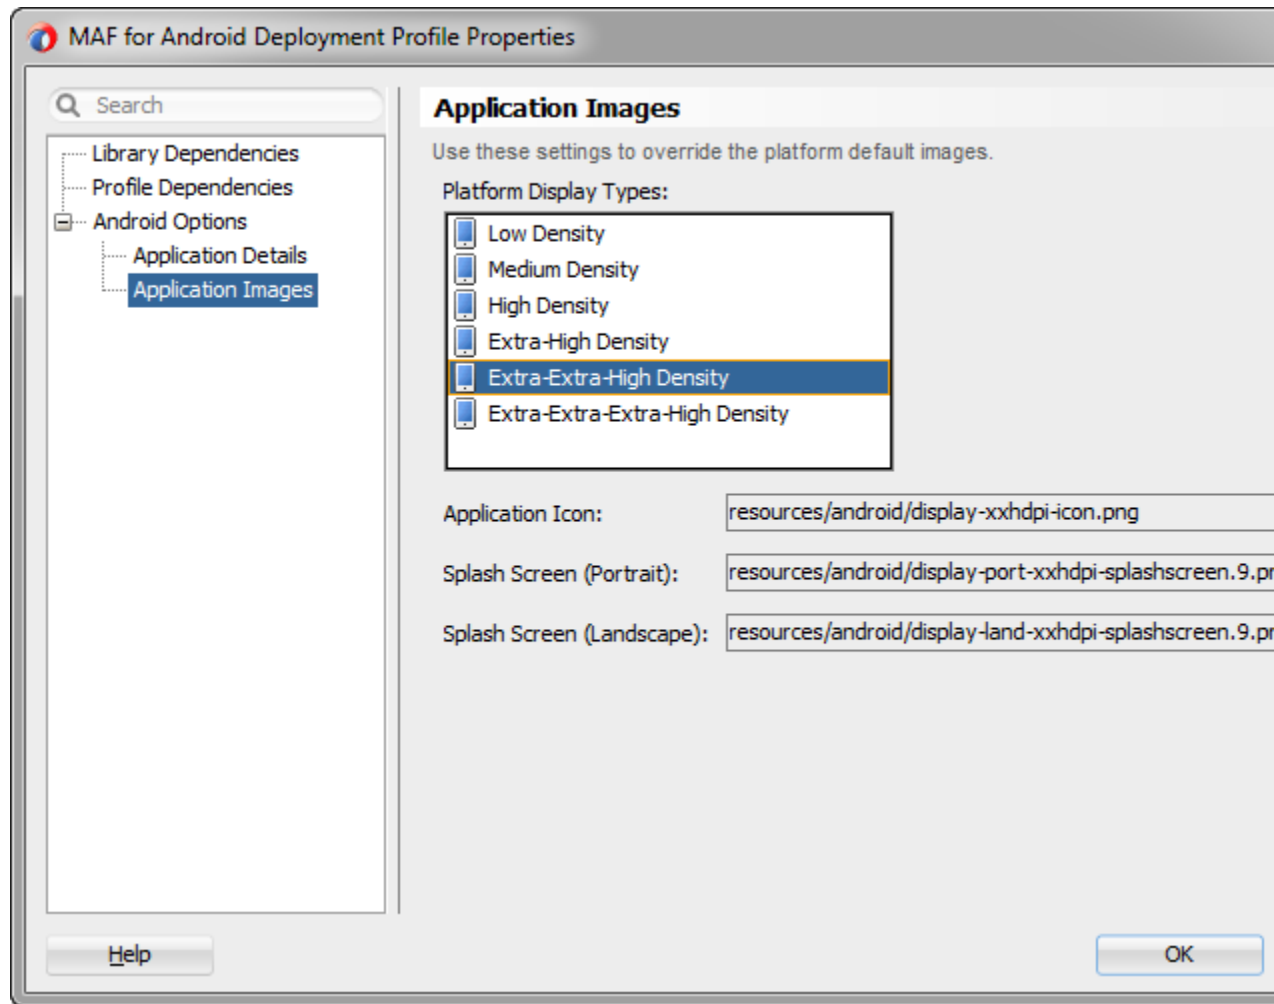 MAF for Android Deployment Profile Properties
Search
Library Dependencies
Profile Dependencies
Android Options
Application Details
Application Images
Application Images
Use these settings to override the platform default images.
Platform Display Types:
Low Density
Medium Density
High Density
Extra-High Density
Extra-Extra-High Density
Extra-Extra-Extra-High Density
Application Icon: resources/android/display-xxhdpi-icon.png
Splash Screen (Portrait): resources/android/display-port-xxhdpi-splashscreen.9.pr
Splash Screen (Landscape): resources/android/display-land-xxhdpi-splashscreen.9.pr
Help
OK